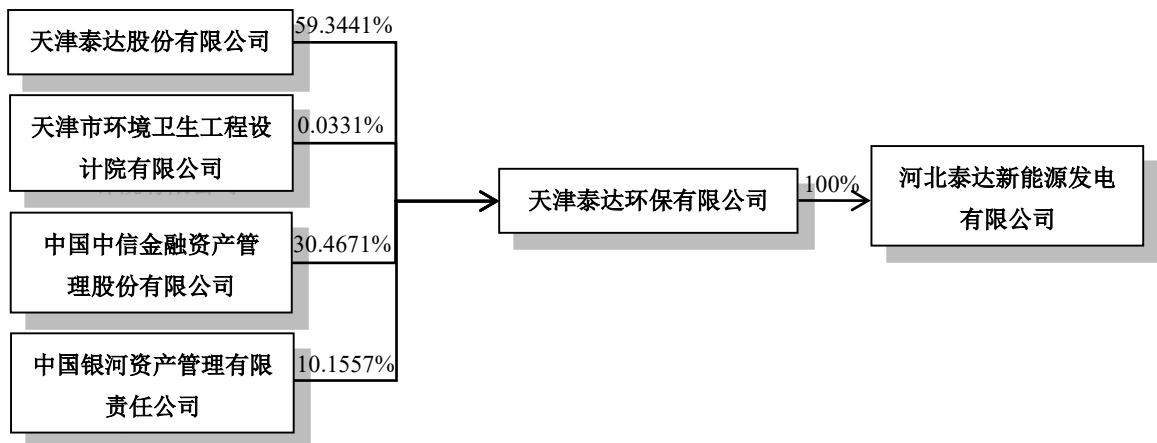 天津泰达股份有限公司
59.3441%
天津市环境卫生工程设
计院有限公司
0.0331%
中国中信金融资产管
理股份有限公司
30.4671%
中国银河资产管理有限
责任公司
10.1557%
天津泰达环保有限公司
100%
河北泰达新能源发电
有限公司